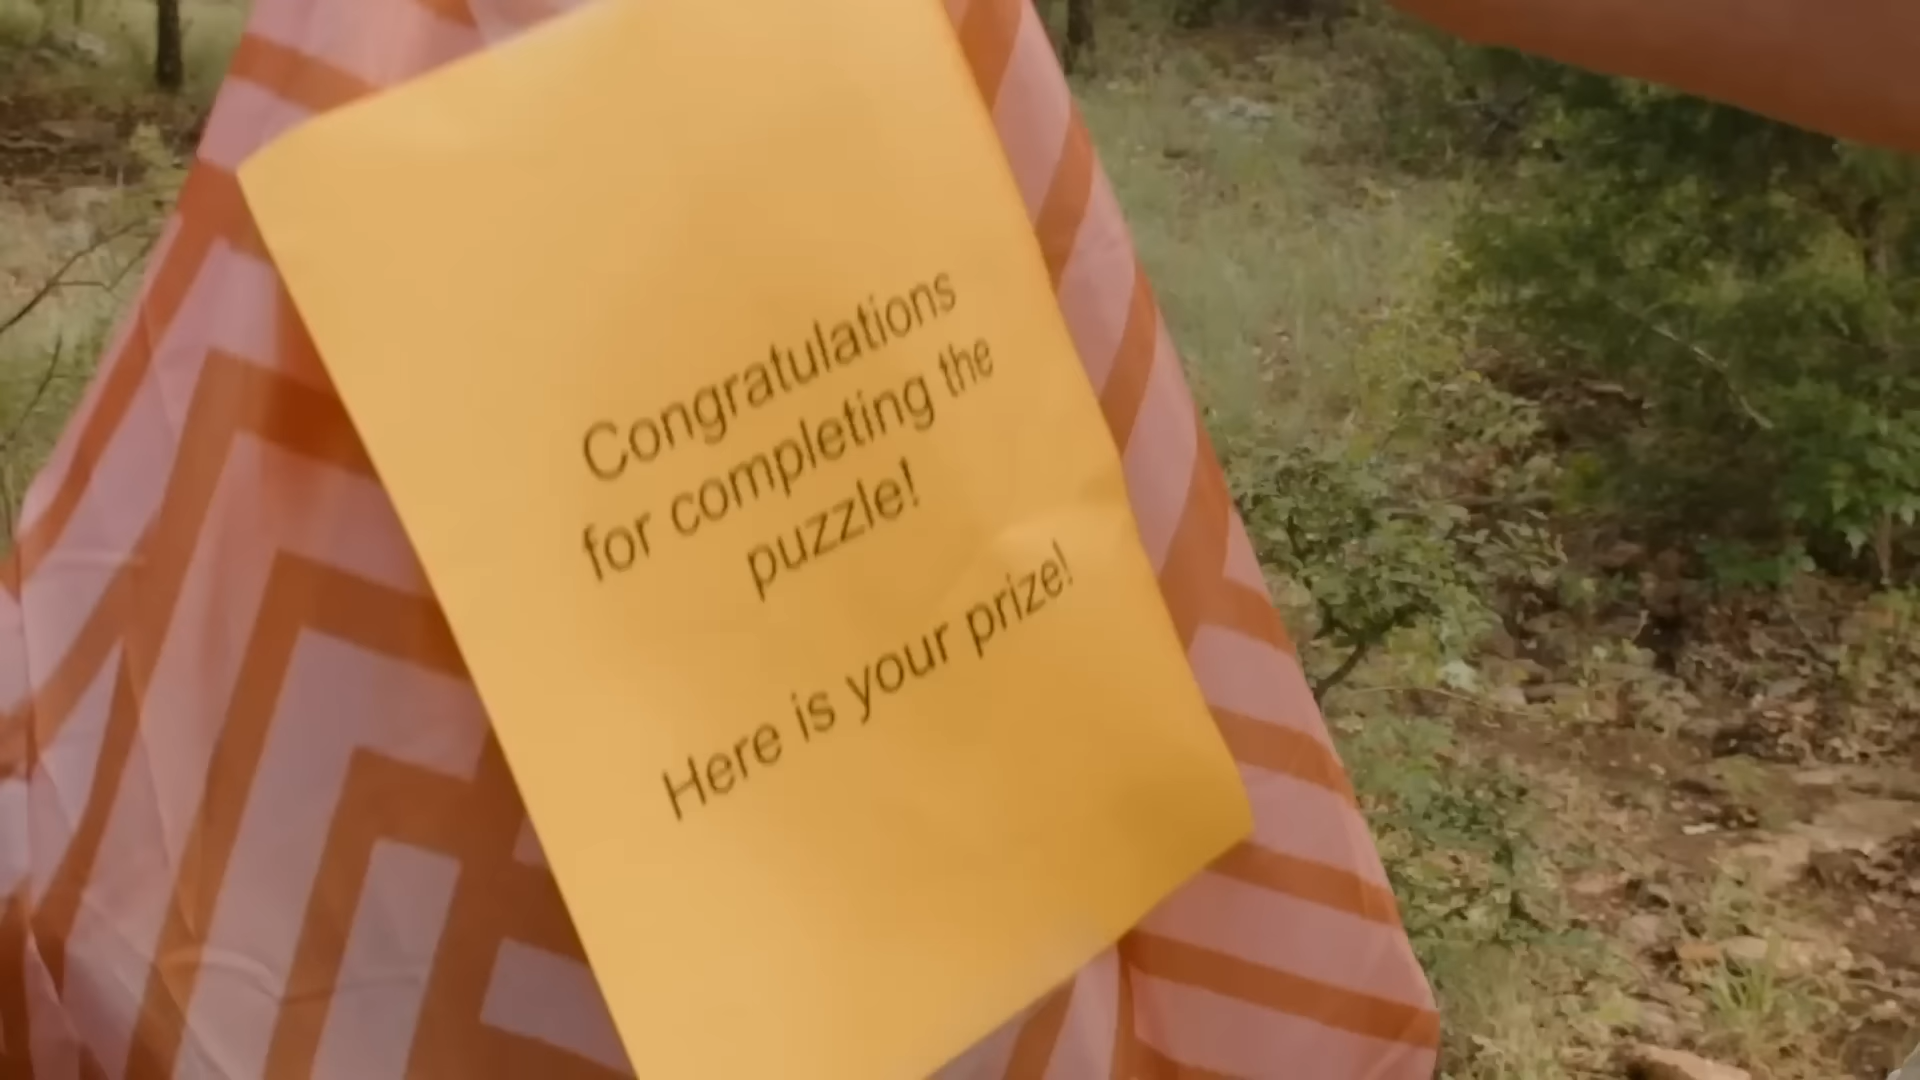 Congratulations
for completing the
puzzle!
Here is your prize!